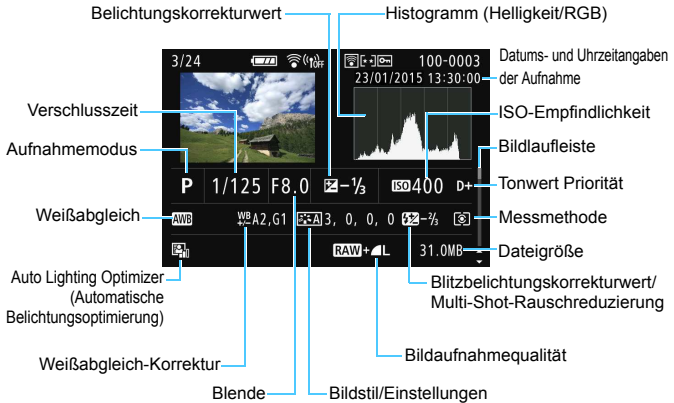 Belichtungskorrekturwert
Histogramm (Helligkeit/RGB)
3/24
OFF
100-0003
23/01/2015 13:30:00
Datums- und Uhrzeitangaben
der Aufnahme
Verschlusszeit
ISO-Empfindlichkeit
Aufnahmemodus
Bildlaufleiste
P
1/125
F8.0
-1/3
ISO 400
D+
Tonwert Priorität
Weißabgleich
AWB
WB +/- A2,G1
A 3, 0, 0, 0
-2/3
Messmethode
RAW+ L
31.0MB
Dateigröße
Auto Lighting Optimizer
(Automatische
Belichtungsoptimierung)
Blitzbelichtungskorrekturwert/
Multi-Shot-Rauschreduzierung
Weißabgleich-Korrektur
Bildaufnahmequalität
Blende
Bildstil/Einstellungen